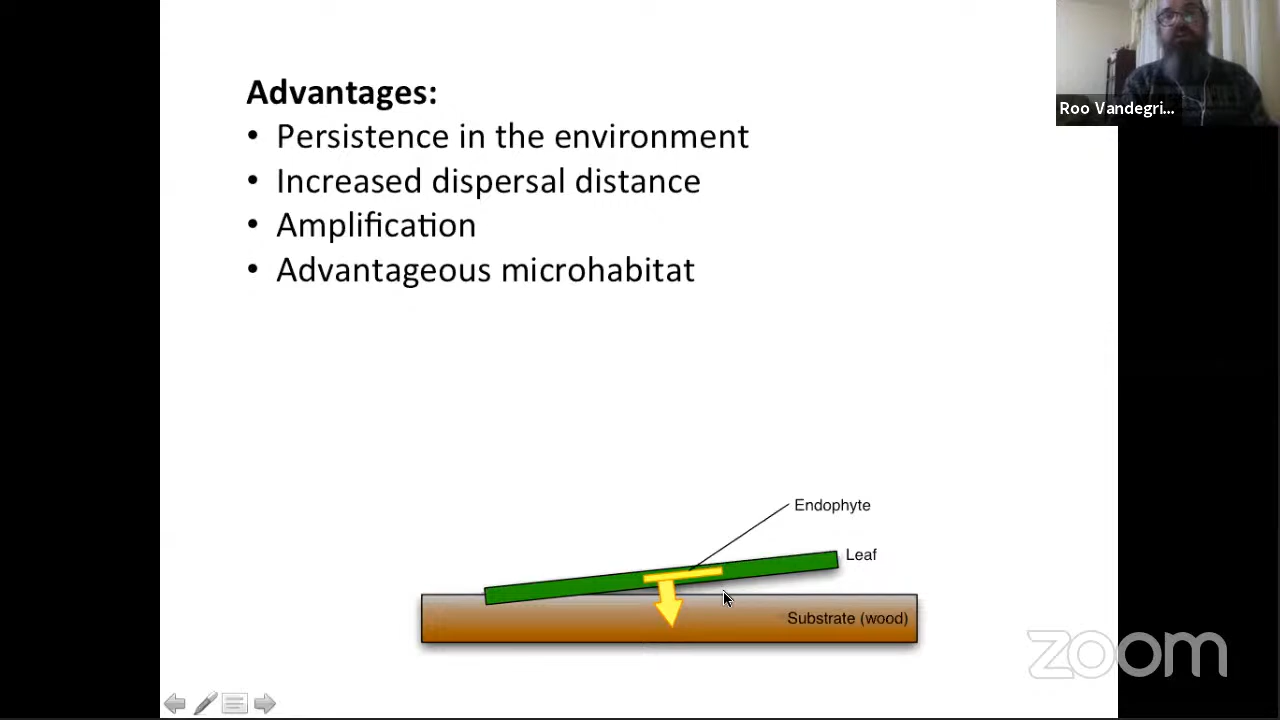 Advantages:
• Persistence in the environment
• Increased dispersal distance
• Amplification
• Advantageous microhabitat
Roo Vandegri...
Endophyte
Leaf
Substrate (wood)
zoom